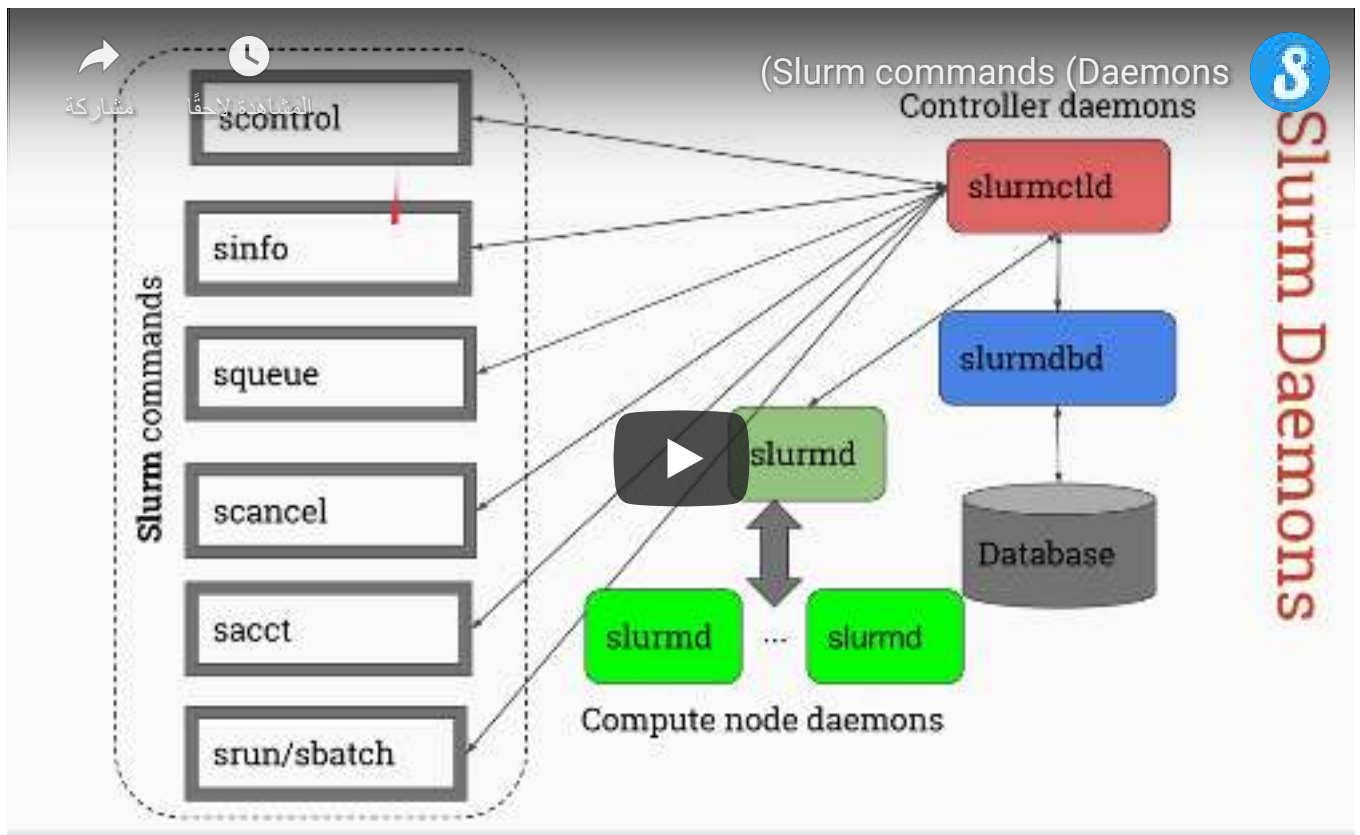 (Slurm commands (Daemons
مشاركة
المشاهدة لاحقًا
Controller daemons
Slurm Daemons
Slurm commands
scontrol
sinfo
squeue
scancel
sacct
srun/sbatch
slurmctld
slurmdbd
slurmd
Database
slurmd
...
slurmd
Compute node daemons